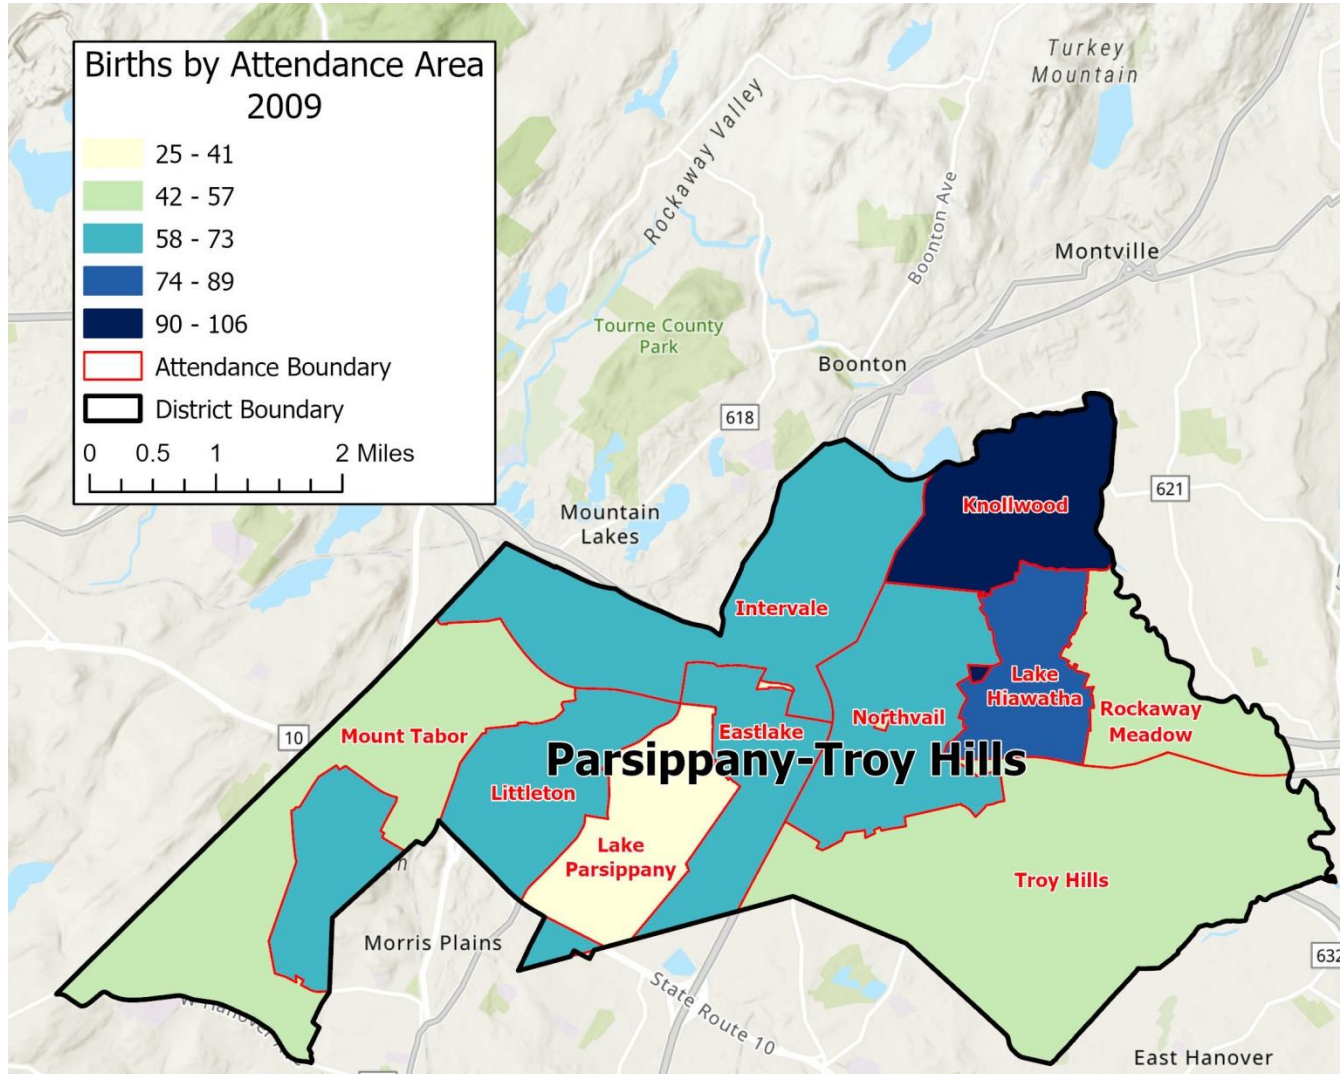 Births by Attendance Area
2009
25 - 41
42 - 57
58 - 73
74 - 89
90 - 106
Attendance Boundary
District Boundary
0 0.5 1 2 Miles
Turkey
Mountain
Rockaway Valley
Boonton Ave
Montville
Tourne County
Park
Boonton
618
621
Knollwood
Mountain
Lakes
Intervale
Lake
Hiawatha
Rockaway
Meadow
Northvail
Eastlake
Mount Tabor
10
Parsippany-Troy Hills
Littleton
Lake
Parsippany
Troy Hills
Morris Plains
State Route 10
632
East Hanover